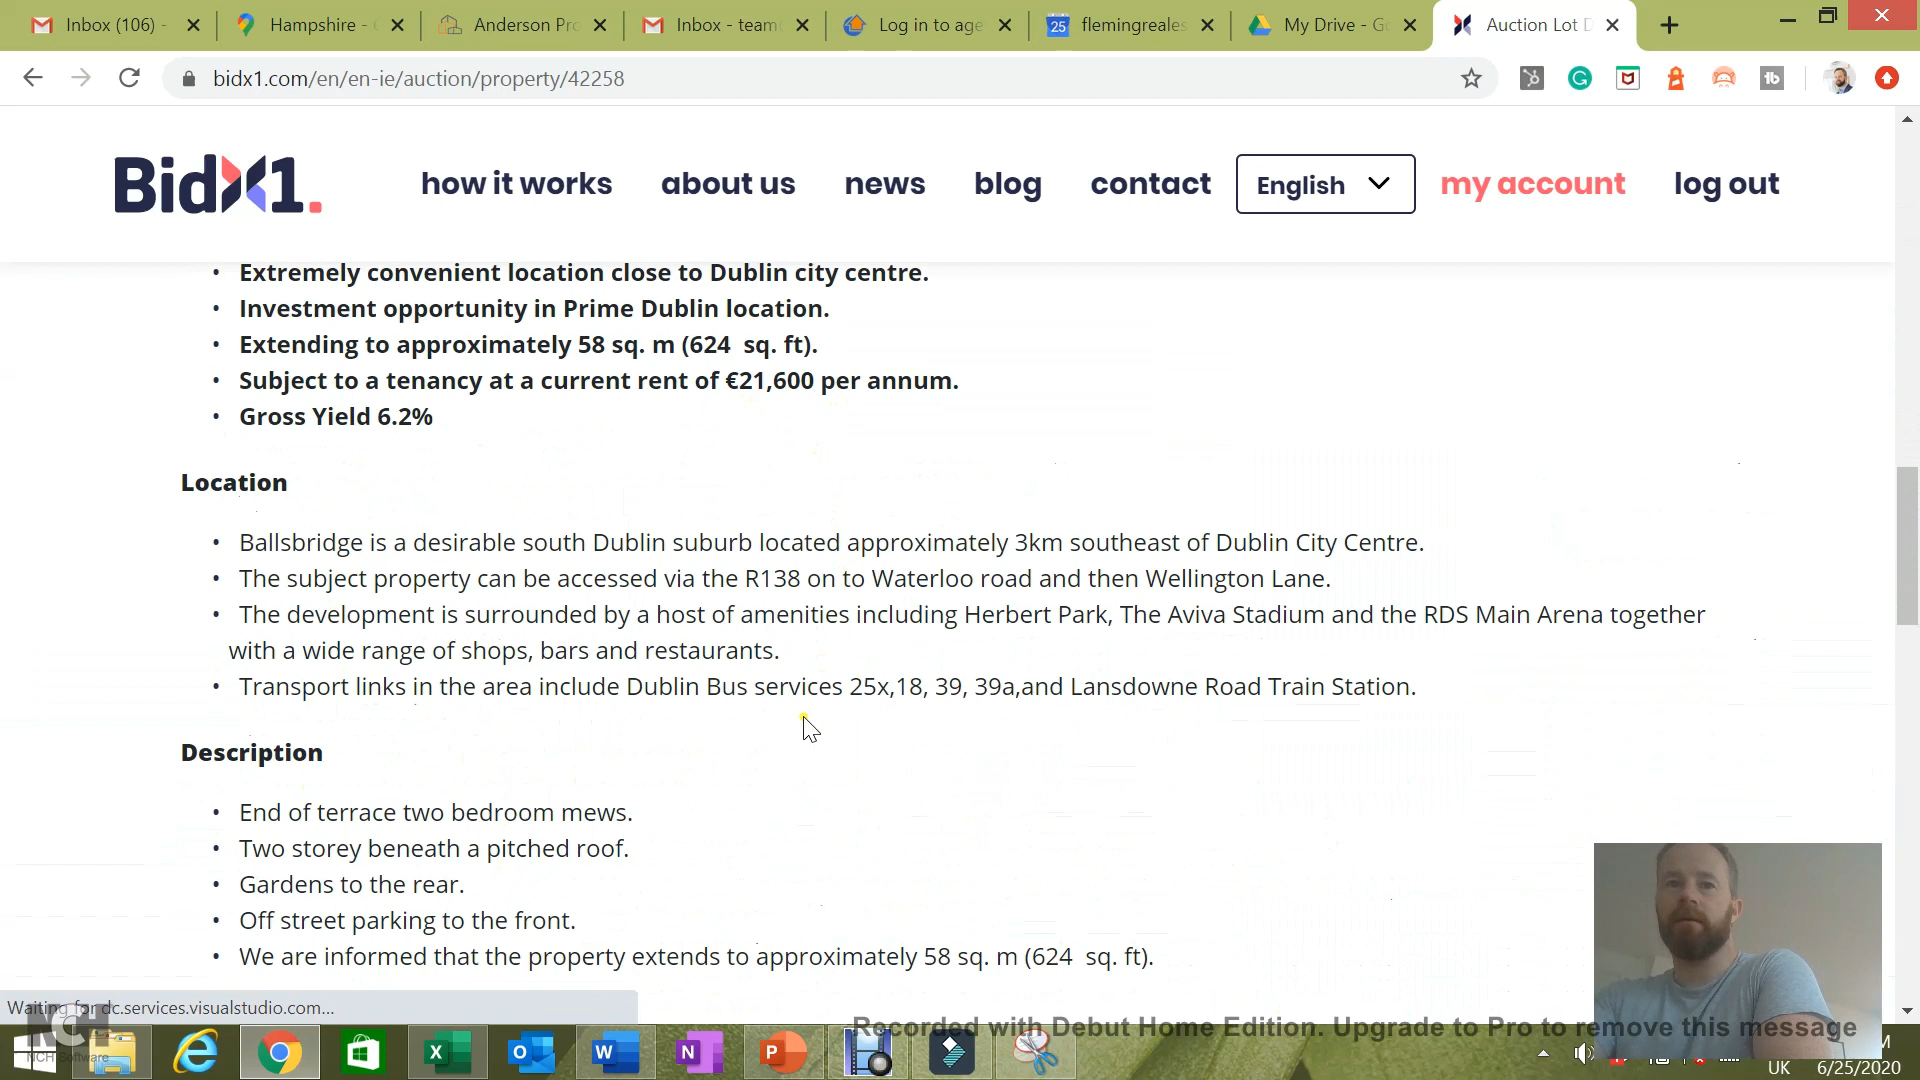 Inbox (106) -
Hampshire -
Anderson Pro
Inbox - team
Log in to age
25
flemingreales
My Drive - Go
Auction Lot D
bidx1.com/en/en-ie/auction/property/42258
BidX1.
how it works
about us
news
blog
contact
English
my account
log out
• Extremely convenient location close to Dublin city centre.
• Investment opportunity in Prime Dublin location.
• Extending to approximately 58 sq. m (624 sq. ft).
• Subject to a tenancy at a current rent of €21,600 per annum.
• Gross Yield 6.2%
Location
• Ballsbridge is a desirable south Dublin suburb located approximately 3km southeast of Dublin City Centre.
• The subject property can be accessed via the R138 on to Waterloo road and then Wellington Lane.
• The development is surrounded by a host of amenities including Herbert Park, The Aviva Stadium and the RDS Main Arena together
with a wide range of shops, bars and restaurants.
• Transport links in the area include Dublin Bus services 25x,18, 39, 39a,and Lansdowne Road Train Station.
Description
• End of terrace two bedroom mews.
• Two storey beneath a pitched roof.
• Gardens to the rear.
• Off street parking to the front.
• We are informed that the property extends to approximately 58 sq. m (624 sq. ft).
Waiting for dc.services.visualstudio.com...
NCH
NCH Software
Recorded with Debut Home Edition. Upgrade to Pro to remove this message
UK
6/25/2020